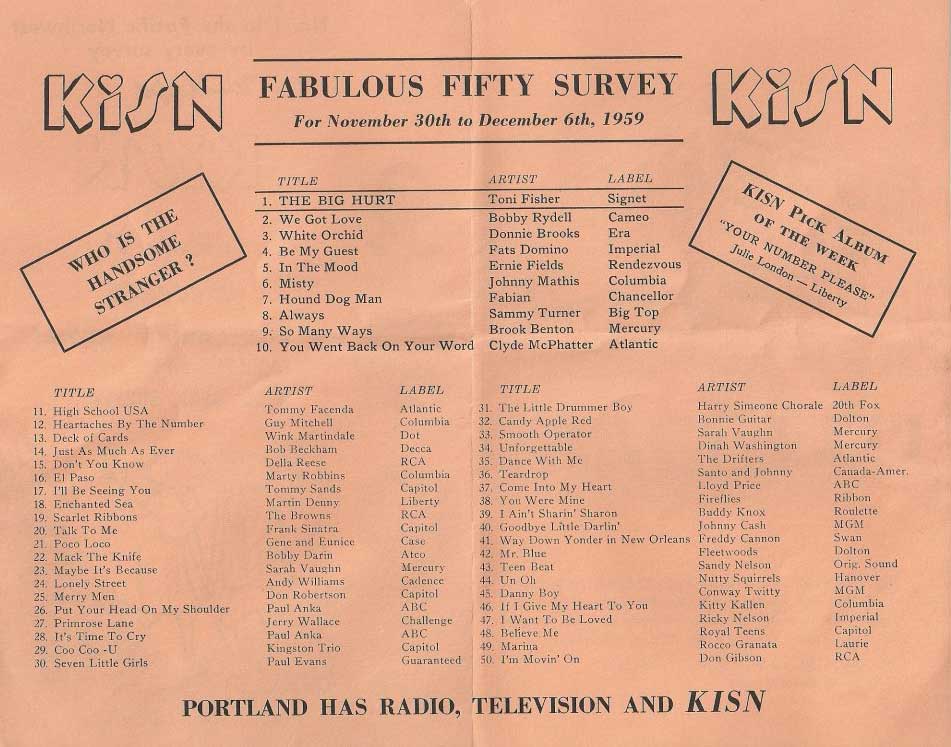 KiSN
FABULOUS FIFTY SURVEY
For November 30th to December 6th, 1959
KiSN
WHO IS THE
HANDSOME
STRANGER?
TITLE ARTIST LABEL
1. THE BIG HURT Toni Fisher Signet
2. We Got Love Bobby Rydell Cameo
3. White Orchid Donnie Brooks Era
4. Be My Guest Fats Domino Imperial
5. In The Mood Ernie Fields Rendezvous
6. Misty Johnny Mathis Columbia
7. Hound Dog Man Fabian Chancellor
8. Always Sammy Turner Big Top
9. So Many Ways Brook Benton Mercury
10. You Went Back On Your Word Clyde McPhatter Atlantic
KISN PICK ALBUM
OF THE WEEK
"YOUR NUMBER PLEASE"
Julie London — Liberty
TITLE ARTIST LABEL
11. High School USA Tommy Facenda Atlantic
12. Heartaches By The Number Guy Mitchell Columbia
13. Deck of Cards Wink Martindale Dot
14. Just As Much As Ever Bob Beckham Decca
15. Don't You Know Della Reese RCA
16. El Paso Marty Robbins Columbia
17. I'll Be Seeing You Tommy Sands Capitol
18. Enchanted Sea Martin Denny Liberty
19. Scarlet Ribbons The Browns RCA
20. Talk To Me Frank Sinatra Capitol
21. Poco Loco Gene and Eunice Case
22. Mack The Knife Bobby Darin Atco
23. Maybe It's Because Sarah Vaughn Mercury
24. Lonely Street Andy Williams Cadence
25. Merry Men Don Robertson Capitol
26. Put Your Head On My Shoulder Paul Anka ABC
27. Primrose Lane Jerry Wallace Challenge
28. It's Time To Cry Paul Anka ABC
29. Coo Coo -U Kingston Trio Capitol
30. Seven Little Girls Paul Evans Guaranteed
TITLE ARTIST LABEL
31. The Little Drummer Boy Harry Simeone Chorale 20th Fox
32. Candy Apple Red Bonnie Guitar Dolton
33. Smooth Operator Sarah Vaughn Mercury
34. Unforgettable Dinah Washington Mercury
35. Dance With Me The Drifters Atlantic
36. Teardrop Santo and Johnny Canada-Amer.
37. Come Into My Heart Lloyd Price ABC
38. You Were Mine Fireflies Ribbon
39. I Ain't Sharin' Sharon Buddy Knox Roulette
40. Goodbye Little Darlin' Johnny Cash MGM
41. Way Down Yonder in New Orleans Freddy Cannon Swan
42. Mr. Blue Fleetwoods Dolton
43. Teen Beat Sandy Nelson Orig. Sound
44. Un Oh Nutty Squirrels Hanover
45. Danny Boy Conway Twitty MGM
46. If I Give My Heart To You Kitty Kallen Columbia
47. I Want To Be Loved Ricky Nelson Imperial
48. Believe Me Royal Teens Capitol
49. Marina Rocco Granata Laurie
50. I'm Movin' On Don Gibson RCA
PORTLAND HAS RADIO, TELEVISION AND KISN